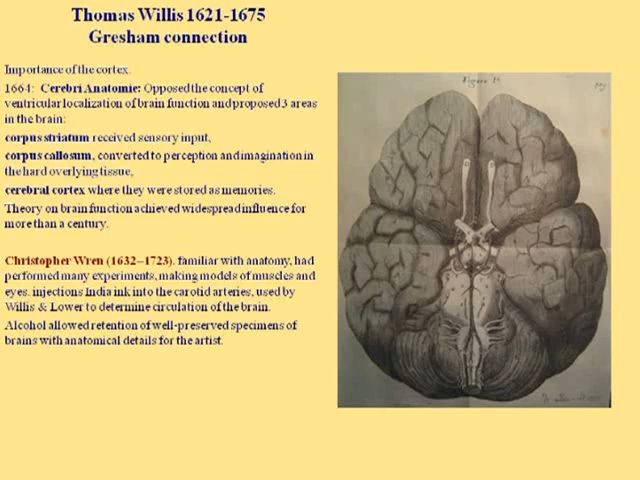 Thomas Willis 1621-1675
Gresham connection
Importance of the cortex.
1664: Cerebri Anatomie: Opposed the concept of
ventricular localization of brain function and proposed 3 areas
in the brain:
corpus striatum received sensory input,
corpus callosum, converted to perception and imagination in
the hard overlying tissue,
cerebral cortex where they were stored as memories.
Theory on brain function achieved widespread influence for
more than a century.
Christopher Wren (1632–1723). familiar with anatomy, had
performed many experiments, making models of muscles and
eyes. injections India ink into the carotid arteries, used by
Willis & Lower to determine circulation of the brain.
Alcohol allowed retention of well-preserved specimens of
brains with anatomical details for the artist.
Figura 1ª